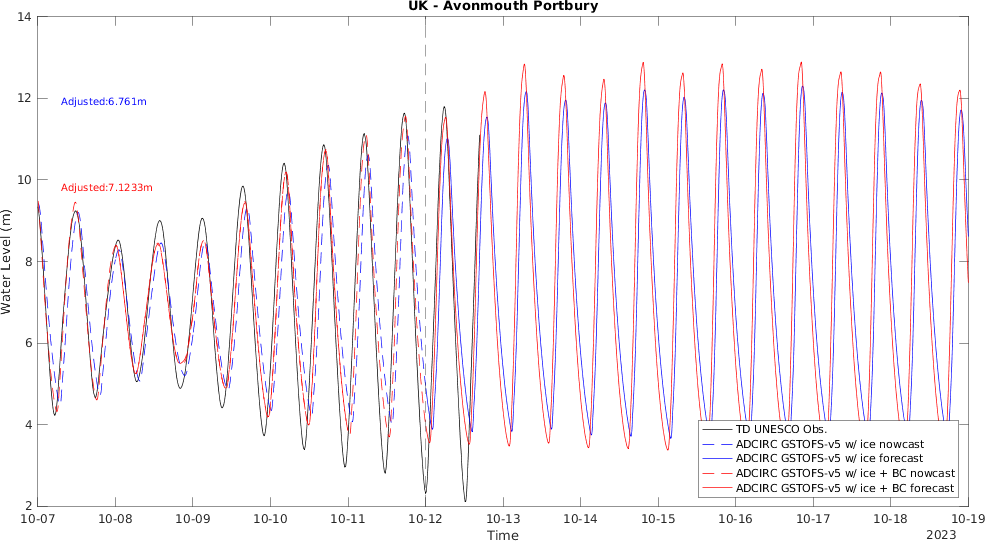 UK - Avonmouth Portbury
14
12
10
8
6
4
2
Water Level (m)
Adjusted:6.761m
Adjusted:7.1233m
TD UNESCO Obs.
ADCIRC GSTOFS-v5 w/ ice nowcast
ADCIRC GSTOFS-v5 w/ ice forecast
ADCIRC GSTOFS-v5 w/ ice + BC nowcast
ADCIRC GSTOFS-v5 w/ ice + BC forecast
10-07 10-08 10-09 10-10 10-11 10-12 10-13 10-14 10-15 10-16 10-17 10-18 10-19
Time
2023